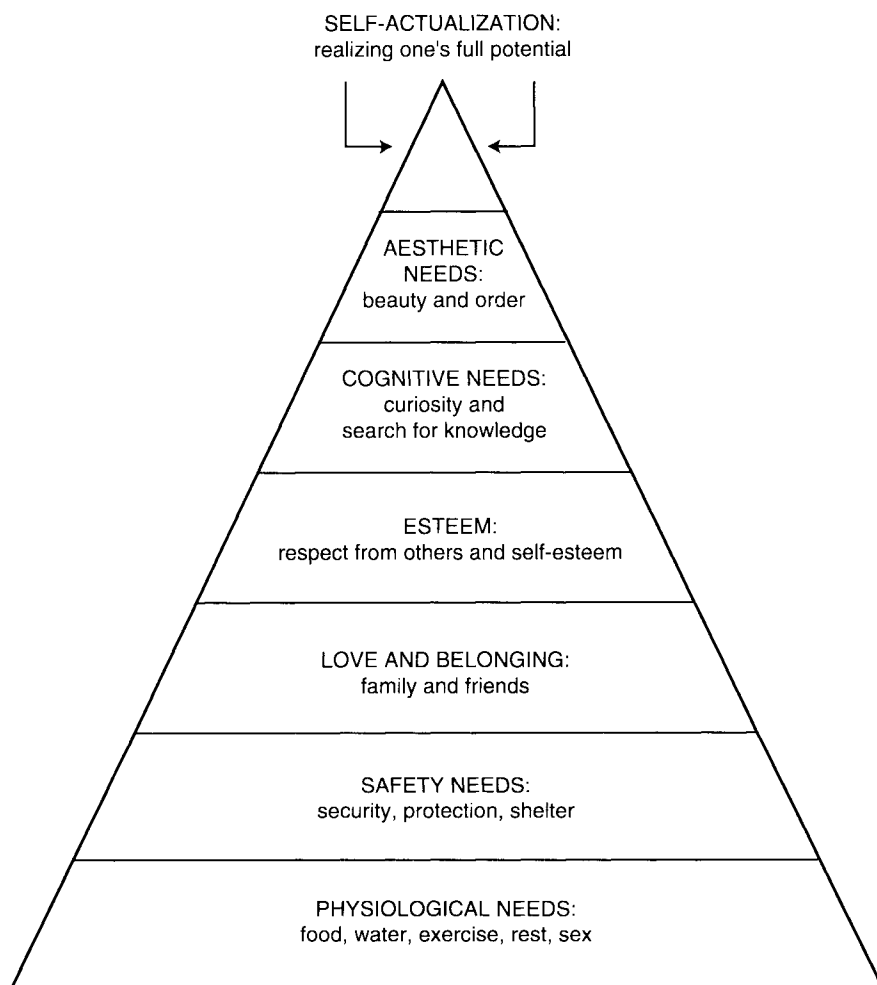 SELF-ACTUALIZATION:
realizing one's full potential
AESTHETIC
NEEDS:
beauty and order
COGNITIVE NEEDS:
curiosity and
search for knowledge
ESTEEM:
respect from others and self-esteem
LOVE AND BELONGING:
family and friends
SAFETY NEEDS:
security, protection, shelter
PHYSIOLOGICAL NEEDS:
food, water, exercise, rest, sex